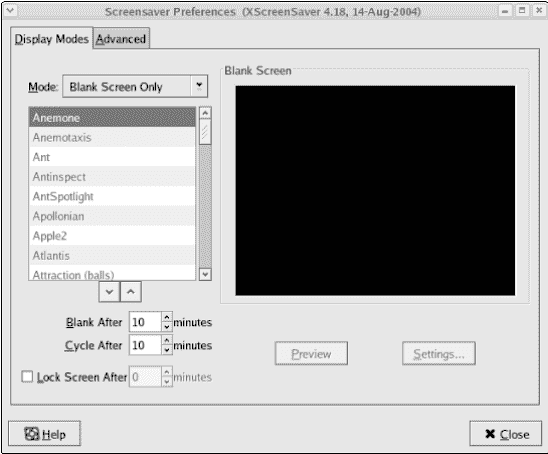 Screensaver Preferences (XScreenSaver 4.18, 14-Aug-2004)
Display Modes Advanced
Mode: Blank Screen Only
Blank Screen
Anemone
Anemotaxis
Ant
Antinspect
AntSpotlight
Apollonian
Apple2
Atlantis
Attraction (balls)
Blank After 10 minutes
Cycle After 10 minutes
Lock Screen After 0 minutes
Preview
Settings...
Help
Close